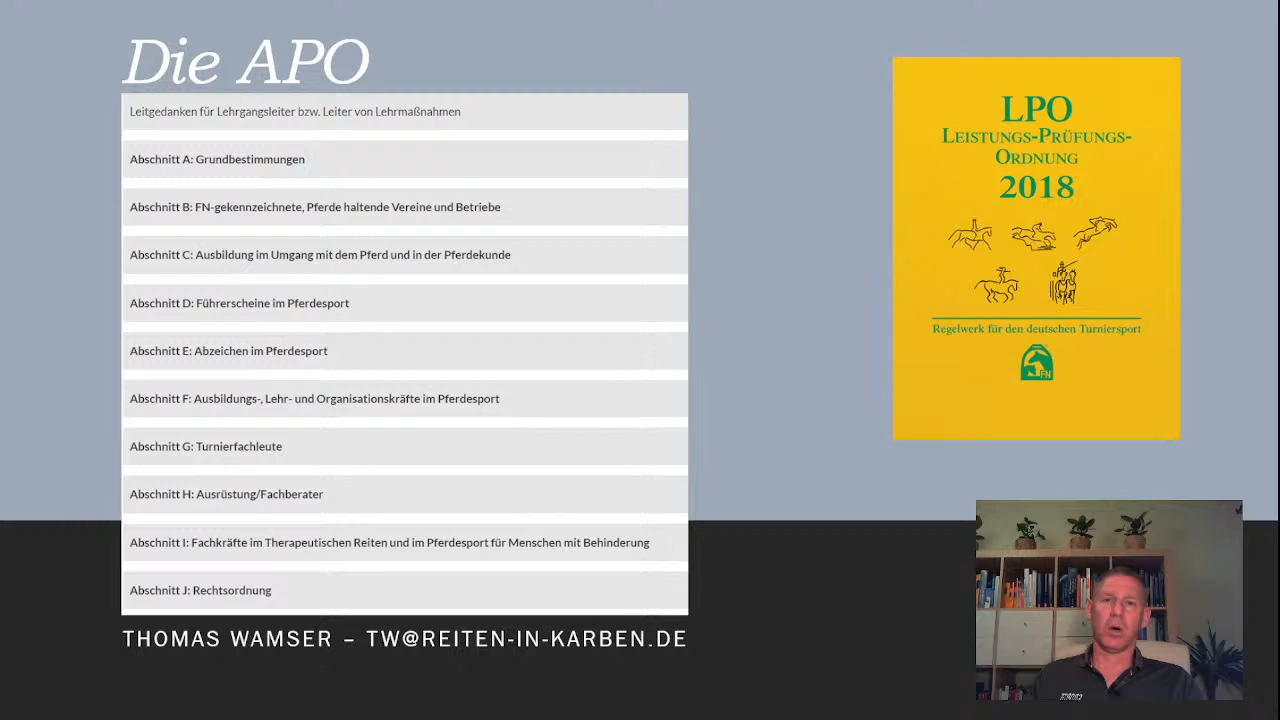 Die APO
Leitgedanken für Lehrgangsleiter bzw. Leiter von Lehrmaßnahmen
Abschnitt A: Grundbestimmungen
Abschnitt B: FN-gekennzeichnete, Pferde haltende Vereine und Betriebe
Abschnitt C: Ausbildung im Umgang mit dem Pferd und in der Pferdekunde
Abschnitt D: Führerscheine im Pferdesport
Abschnitt E: Abzeichen im Pferdesport
Abschnitt F: Ausbildungs-, Lehr- und Organisationskräfte im Pferdesport
Abschnitt G: Turnierfachleute
Abschnitt H: Ausrüstung/Fachberater
Abschnitt I: Fachkräfte im Therapeutischen Reiten und im Pferdesport für Menschen mit Behinderung
Abschnitt J: Rechtsordnung
THOMAS WAMSER – TW@REITEN-IN-KARBEN.DE
LPO
LEISTUNGS-PRÜFUNGS-
ORDNUNG
2018
Regelwerk für den deutschen Turniersport
FN